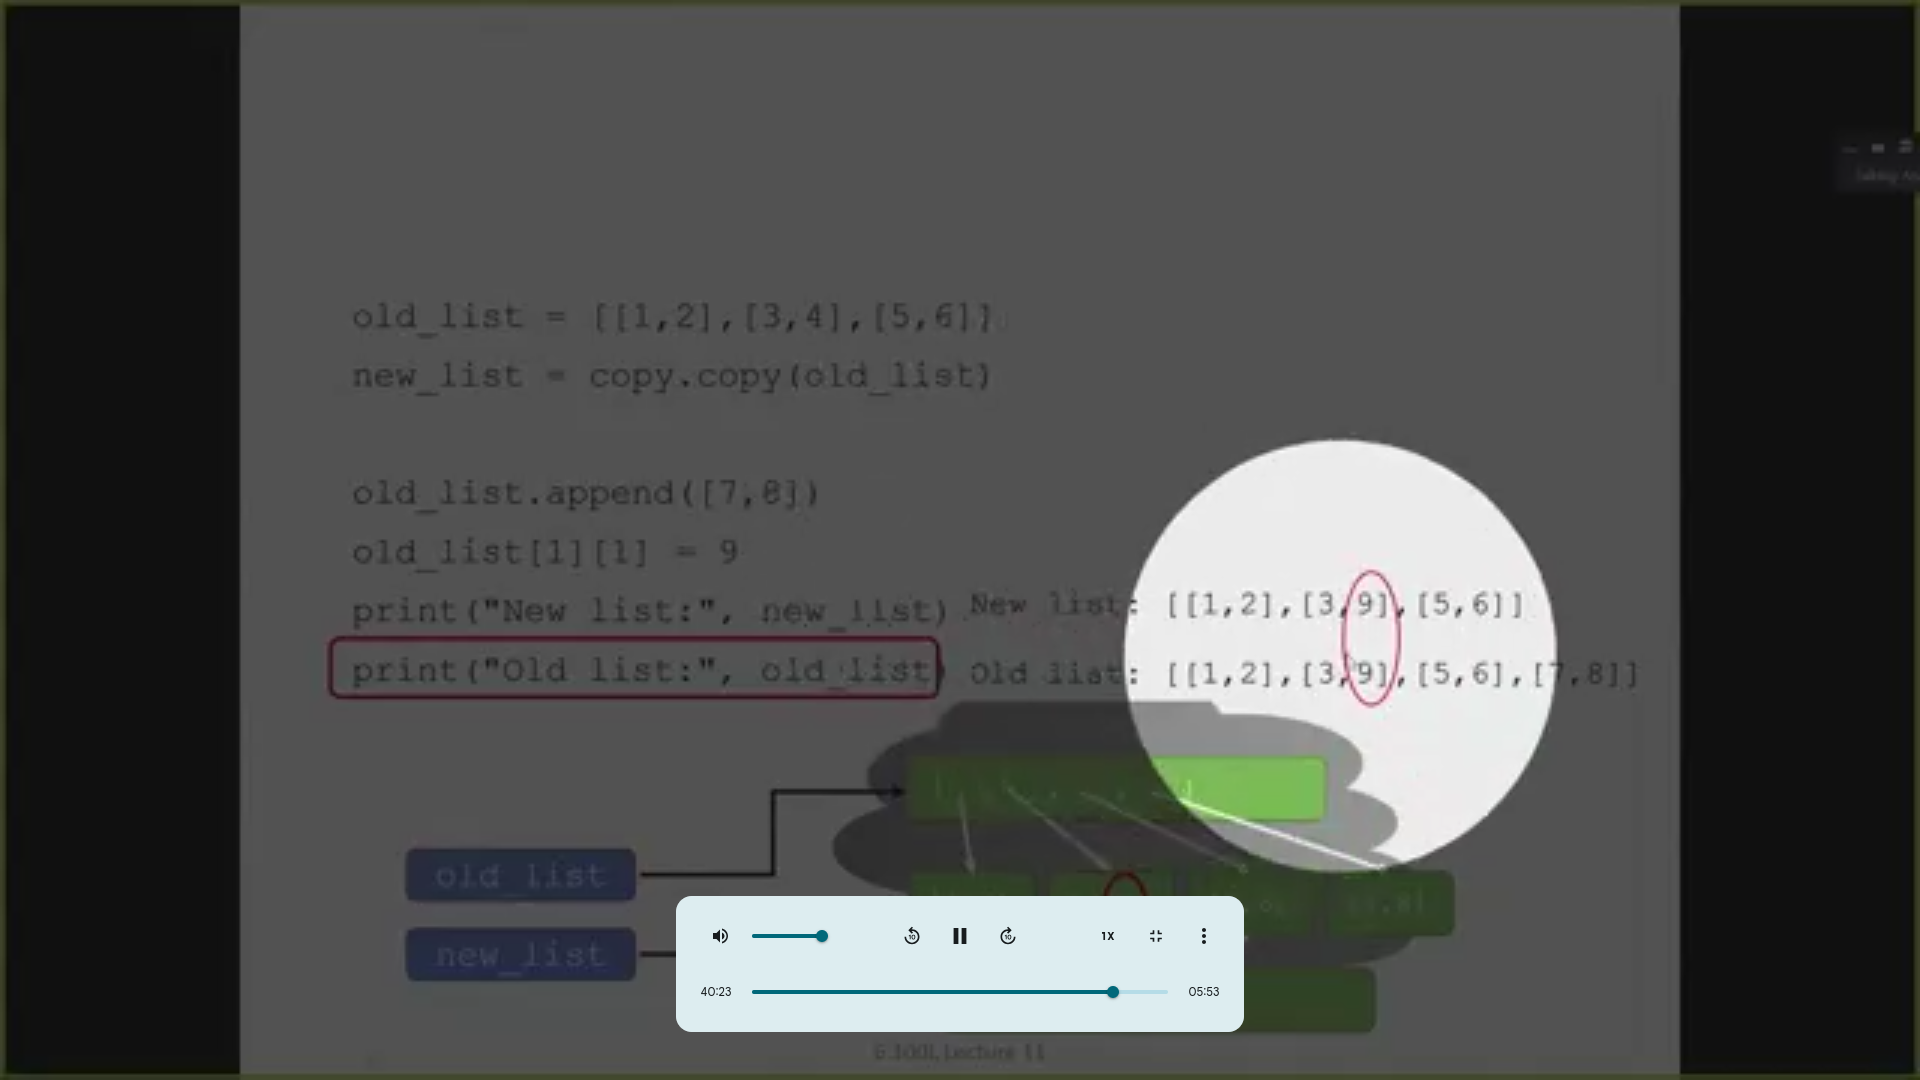 old_list = [[1,2],[3,4],[5,6]]
new_list = copy.copy(old_list)
old_list.append([7,8])
old_list[1][1] = 9
print("New list:", new_list)
New list: [[1,2],[3,9],[5,6]]
print("Old list:", old_list)
Old list: [[1,2],[3,9],[5,6],[7,8]]
old_list
new_list
1X
40:23
05:53
6.100L Lecture 11